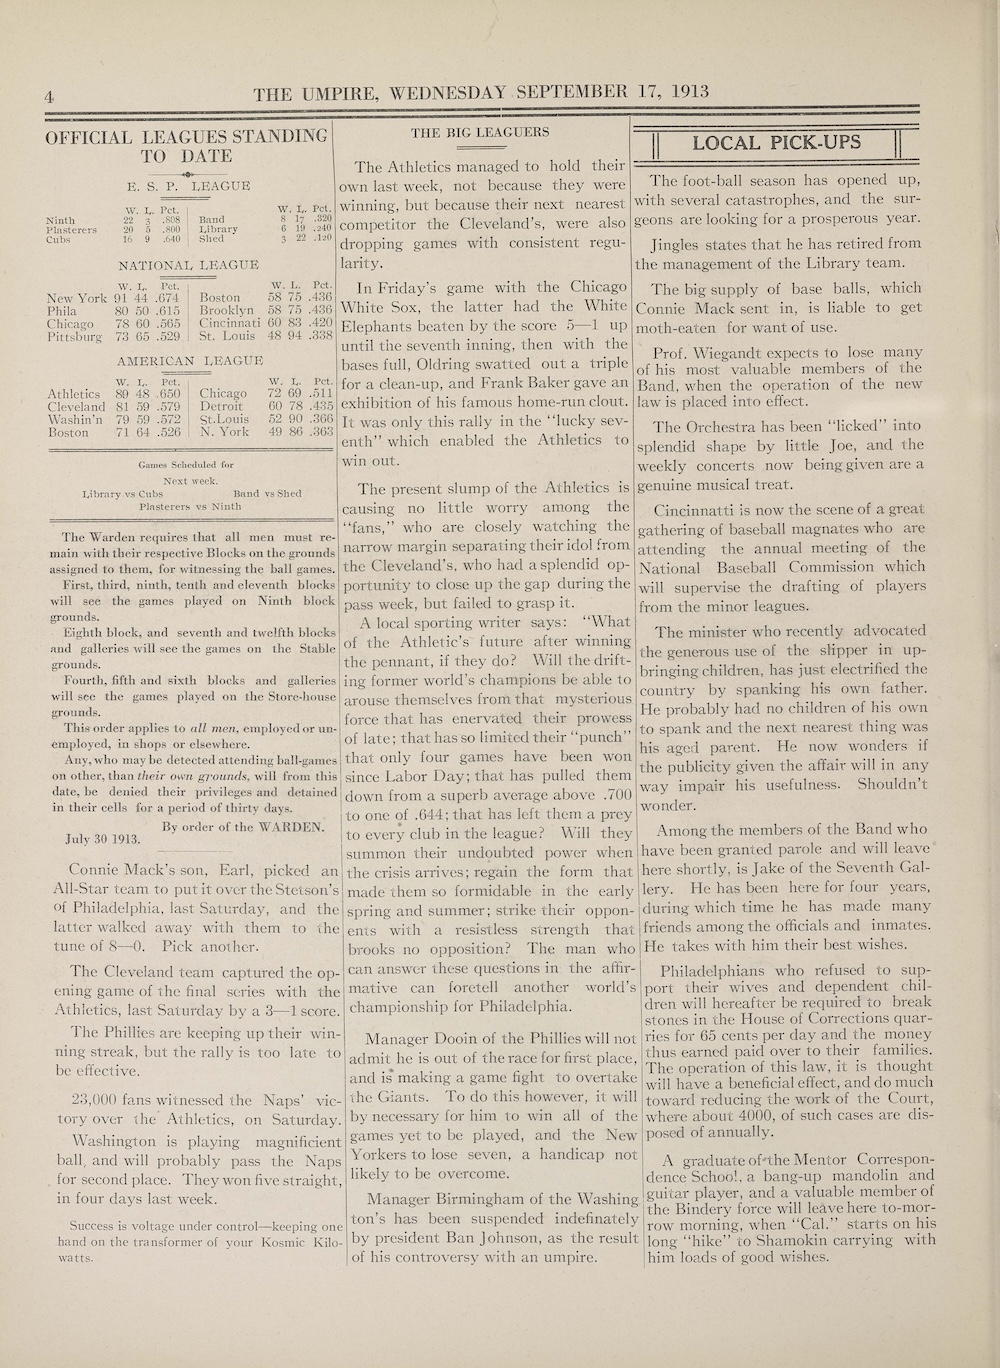 4
THE UMPIRE, WEDNESDAY SEPTEMBER 17, 1913
OFFICIAL LEAGUES STANDING
TO DATE
E. S. P. LEAGUE
W. L. Pct. W. L. Pct.
Ninth 22 3 .808 Band 8 17 .320
Plasterers 20 5 .800 Library 6 19 .240
Cubs 16 9 .640 Shed 3 22 .120
NATIONAL LEAGUE
W. L. Pct. W. L. Pct.
New York 91 44 .674 Boston 58 75 .436
Phila 80 50 .615 Brooklyn 58 75 .436
Chicago 78 60 .565 Cincinnati 60 83 .420
Pittsburg 73 65 .529 St. Louis 48 94 .338
AMERICAN LEAGUE
W. L. Pct. W. L. Pct.
Athletics 89 48 .650 Chicago 72 69 .511
Cleveland 81 59 .579 Detroit 60 78 .435
Washin'n 79 59 .572 St.Louis 52 90 .366
Boston 71 64 .526 N. York 49 86 .363
Games Scheduled for
Next week.
Library vs Cubs Band vs Shed
Plasterers vs Ninth
The Warden requires that all men must re-
main with their respective Blocks on the grounds
assigned to them, for witnessing the ball games.
First, third, ninth, tenth and eleventh blocks
will see the games played on Ninth block
grounds.
Eighth block, and seventh and twelfth blocks
and galleries will see the games on the Stable
grounds.
Fourth, fifth and sixth blocks and galleries
will see the games played on the Store-house
grounds.
This order applies to all men, employed or un-
employed, in shops or elsewhere.
Any, who may be detected attending ball-games
on other, than their own grounds, will from this
date, be denied their privileges and detained
in their cells for a period of thirty days.
By order of the WARDEN.
July 30 1913.
Connie Mack's son, Earl, picked an
All-Star team to put it over the Stetson's
of Philadelphia, last Saturday, and the
latter walked away with them to the
tune of 8—0. Pick another.
The Cleveland team captured the op-
ening game of the final series with the
Athletics, last Saturday by a 3—1 score.
The Phillies are keeping up their win-
ning streak, but the rally is too late to
be effective.
23,000 fans witnessed the Naps' vic-
tory over the Athletics, on Saturday.
Washington is playing magnificient
ball, and will probably pass the Naps
for second place. They won five straight,
in four days last week.
Success is voltage under control—keeping one
hand on the transformer of your Kosmic Kilo-
watts.
THE BIG LEAGUERS
The Athletics managed to hold their
own last week, not because they were
winning, but because their next nearest
competitor the Cleveland's, were also
dropping games with consistent regu-
larity.
In Friday's game with the Chicago
White Sox, the latter had the White
Elephants beaten by the score 5—1 up
until the seventh inning, then with the
bases full, Oldring swatted out a triple
for a clean-up, and Frank Baker gave an
exhibition of his famous home-run clout.
It was only this rally in the "lucky sev-
enth" which enabled the Athletics to
win out.
The present slump of the Athletics is
causing no little worry among the
"fans," who are closely watching the
narrow margin separating their idol from
the Cleveland's, who had a splendid op-
portunity to close up the gap during the
pass week, but failed to grasp it.
A local sporting writer says: "What
of the Athletic's future after winning
the pennant, if they do? Will the drift-
ing former world's champions be able to
arouse themselves from that mysterious
force that has enervated their prowess
of late; that has so limited their "punch"
that only four games have been won
since Labor Day; that has pulled them
down from a superb average above .700
to one of .644; that has left them a prey
to every club in the league? Will they
summon their undoubted power when
the crisis arrives; regain the form that
made them so formidable in the early
spring and summer; strike their oppon-
ents with a resistless strength that
brooks no opposition? The man who
can answer these questions in the affir-
mative can foretell another world's
championship for Philadelphia.
Manager Dooin of the Phillies will not
admit he is out of the race for first place,
and is making a game fight to overtake
the Giants. To do this however, it will
by necessary for him to win all of the
games yet to be played, and the New
Yorkers to lose seven, a handicap not
likely to be overcome.
Manager Birmingham of the Washing
ton's has been suspended indefinately
by president Ban Johnson, as the result
of his controversy with an umpire.
LOCAL PICK-UPS
The foot-ball season has opened up,
with several catastrophes, and the sur-
geons are looking for a prosperous year.
Jingles states that he has retired from
the management of the Library team.
The big supply of base balls, which
Connie Mack sent in, is liable to get
moth-eaten for want of use.
Prof. Wiegandt expects to lose many
of his most valuable members of the
Band, when the operation of the new
law is placed into effect.
The Orchestra has been "licked" into
splendid shape by little Joe, and the
weekly concerts now being given are a
genuine musical treat.
Cincinnatti is now the scene of a great
gathering of baseball magnates who are
attending the annual meeting of the
National Baseball Commission which
will supervise the drafting of players
from the minor leagues.
The minister who recently advocated
the generous use of the slipper in up-
bringing children, has just electrified the
country by spanking his own father.
He probably had no children of his own
to spank and the next nearest thing was
his aged parent. He now wonders if
the publicity given the affair will in any
way impair his usefulness. Shouldn't
wonder.
Among the members of the Band who
have been granted parole and will leave
here shortly, is Jake of the Seventh Gal-
lery. He has been here for four years,
during which time he has made many
friends among the officials and inmates.
He takes with him their best wishes.
Philadelphians who refused to sup-
port their wives and dependent chil-
dren will hereafter be required to break
stones in the House of Corrections quar-
ries for 65 cents per day and the money
thus earned paid over to their families.
The operation of this law, it is thought
will have a beneficial effect, and do much
toward reducing the work of the Court,
where about 4000, of such cases are dis-
posed of annually.
A graduate of the Mentor Correspon-
dence School, a bang-up mandolin and
guitar player, and a valuable member of
the Bindery force will leave here to-mor-
row morning, when "Cal." starts on his
long "hike" to Shamokin carrying with
him loads of good wishes.